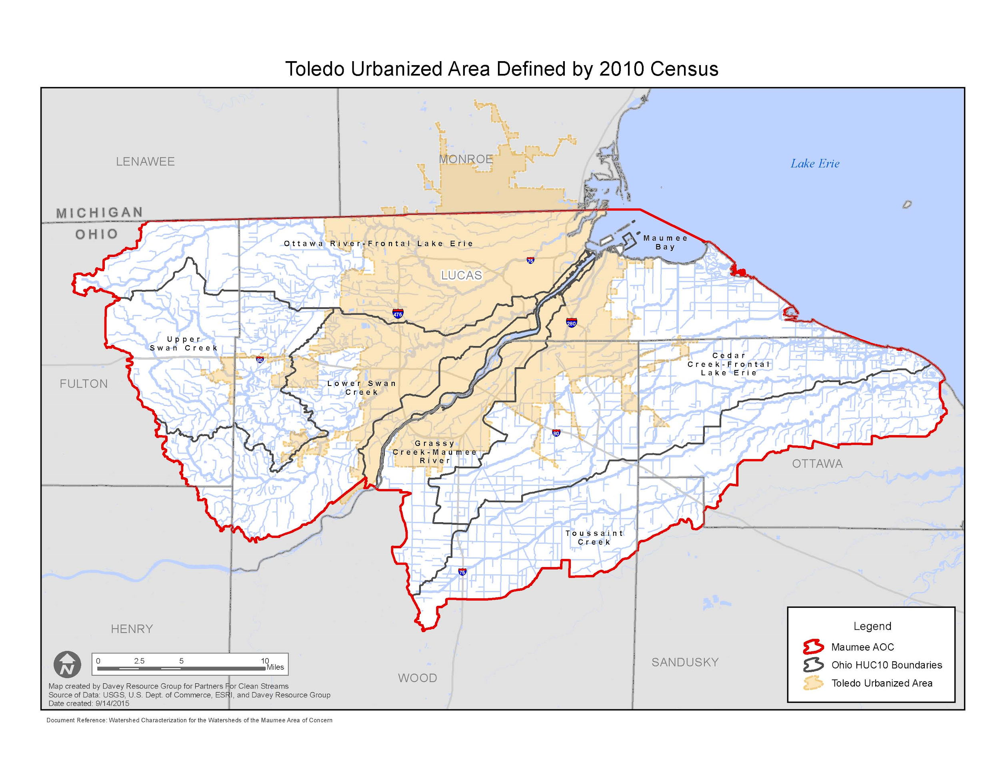 Toledo Urbanized Area Defined by 2010 Census
LENAWEE
MONROE
Lake Erie
MICHIGAN
OHIO
Ottawa River-Frontal Lake Erie
Maumee
Bay
75
LUCAS
475
280
Upper
Swan Creek
80
Cedar
Creek-Frontal
Lake Erie
FULTON
Lower Swan
Creek
80
Grassy
Creek-Maumee
River
OTTAWA
Toussaint
Creek
75
HENRY
WOOD
SANDUSKY
N
0 2.5 5 10
Miles
Map created by Davey Resource Group for Partners For Clean Streams
Source of Data: USGS, U.S. Dept. of Commerce, ESRI, and Davey Resource Group
Date created: 9/14/2015
Legend
Maumee AOC
Ohio HUC10 Boundaries
Toledo Urbanized Area
Document Reference: Watershed Characterization for the Watersheds of the Maumee Area of Concern